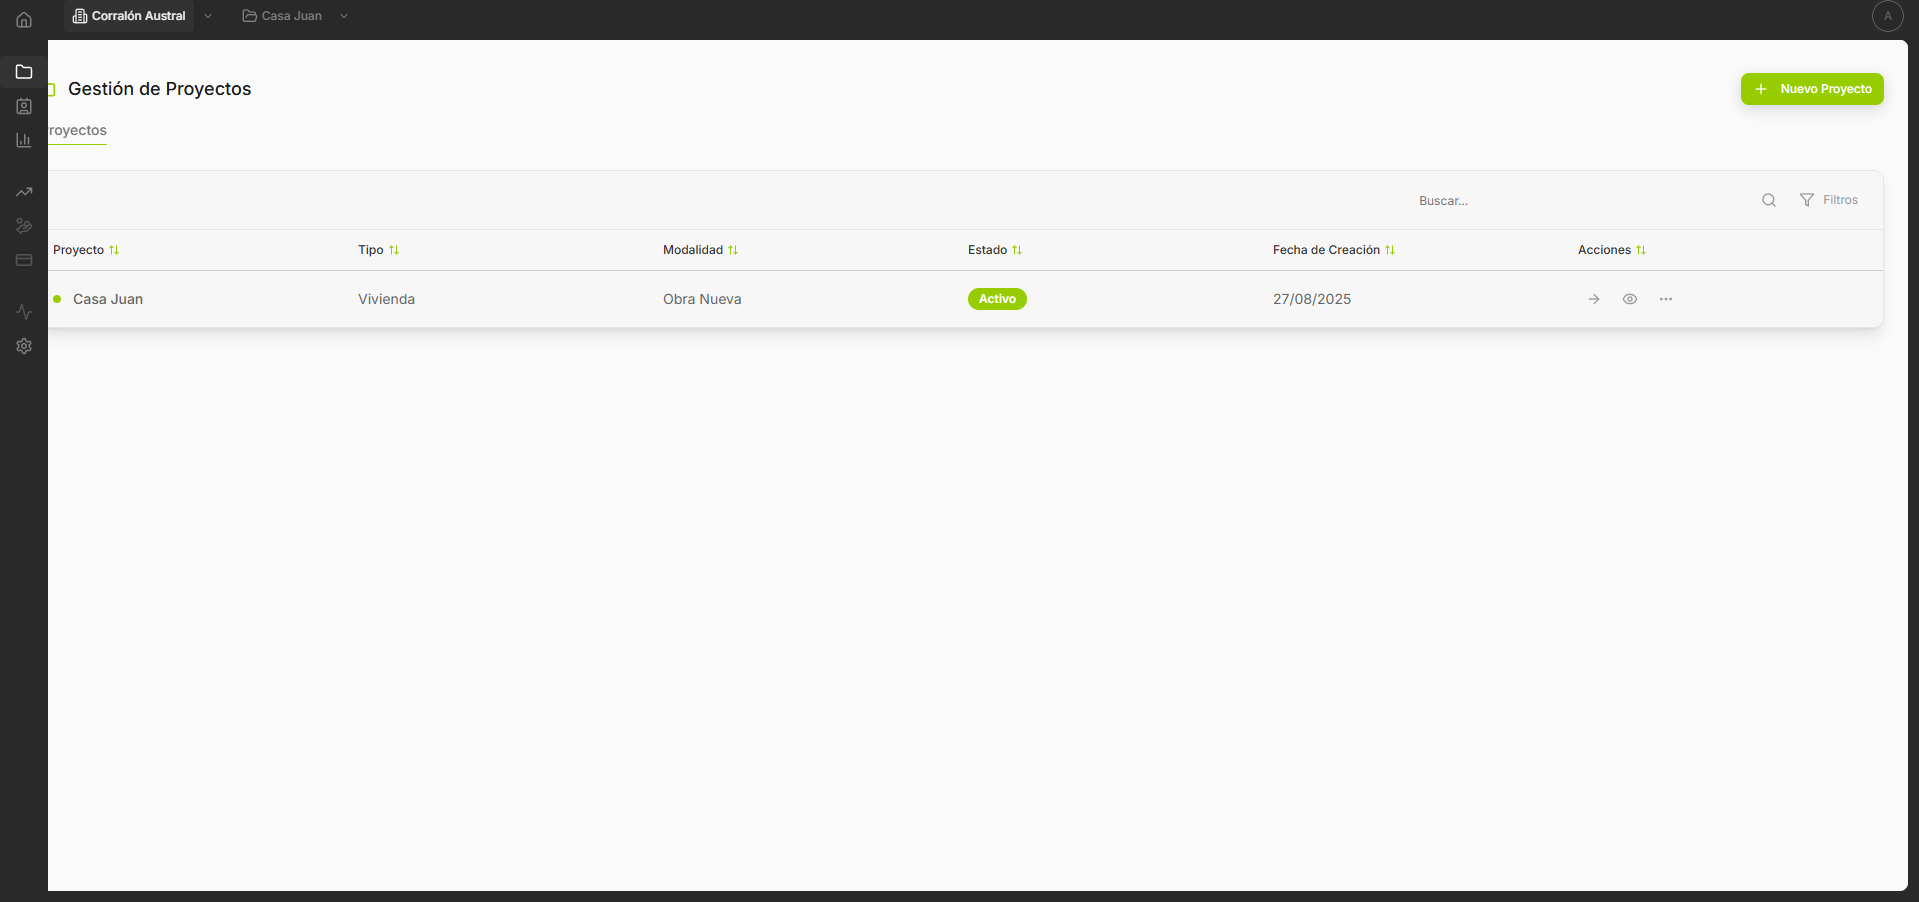 Corralón Austral
Casa Juan
A
Gestión de Proyectos
Nuevo Proyecto
royectos
Buscar...
Filtros
Proyecto Tipo Modalidad Estado Fecha de Creación Acciones
Casa Juan Vivienda Obra Nueva Activo 27/08/2025